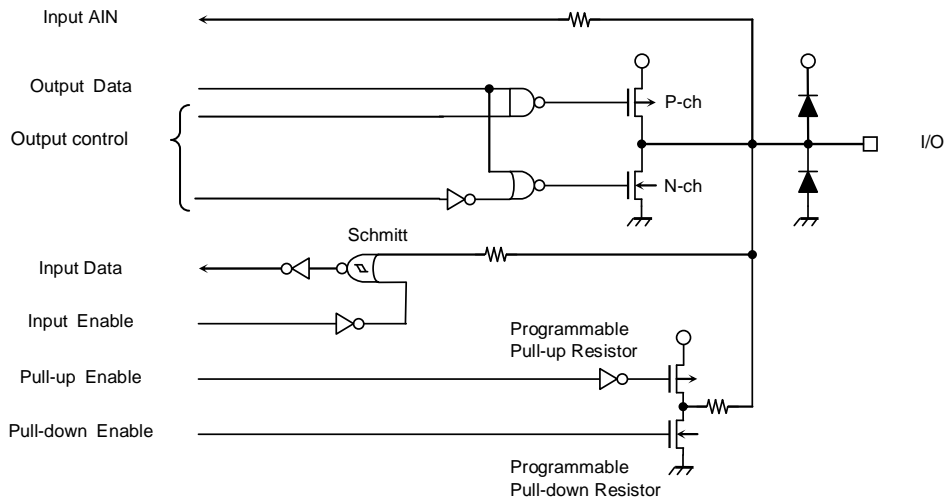 Input AIN
Output Data
P-ch
Output control
I/O
N-ch
Schmitt
Input Data
Input Enable
Programmable
Pull-up Resistor
Pull-up Enable
Pull-down Enable
Programmable
Pull-down Resistor